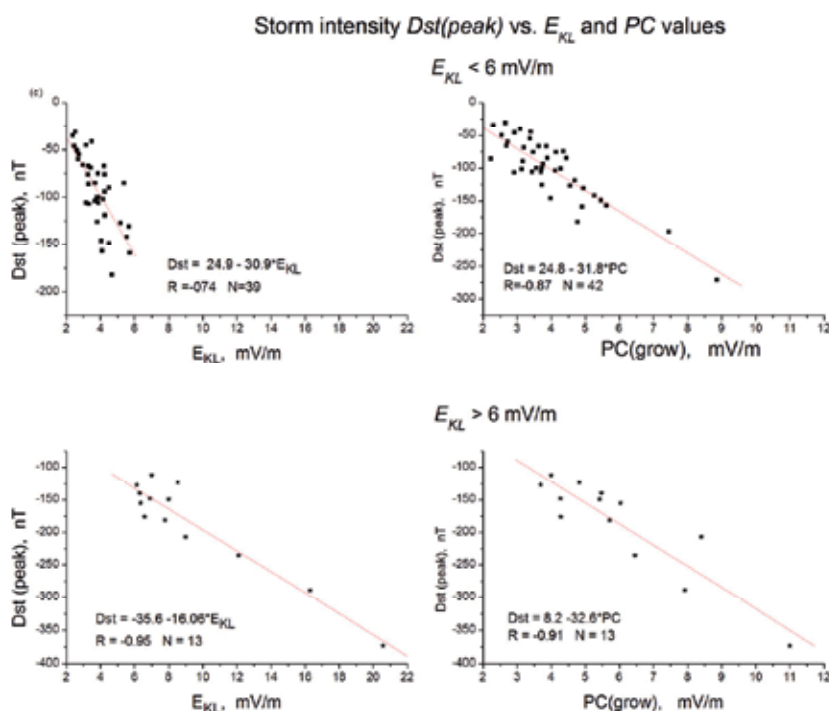 Storm intensity Dst(peak) vs. E_KL and PC values
E_KL < 6 mV/m
(c)
0
-50
-100
-150
-200
Dst (peak), nT
Dst = 24.9 - 30.9*E_KL
R =-074 N=39
2 4 6 8 10 12 14 16 18 20 22
E_KL, mV/m
0
-50
-100
-150
-200
-250
-300
Dst (peak), nT
Dst = 24.8 - 31.8*PC
R=-0.87 N = 42
2 3 4 5 6 7 8 9 10 11 12
PC(grow), mV/m
E_KL > 6 mV/m
-100
-150
-200
-250
-300
-350
-400
Dst (peak), nT
Dst = -35.6 -16.06*E_KL
R = -0.95 N = 13
2 4 6 8 10 12 14 16 18 20 22
E_KL, mV/m
-100
-150
-200
-250
-300
-350
-400
Dst (peak), nT
Dst = 8.2 -32.6*PC
R = -0.91 N = 13
2 3 4 5 6 7 8 9 10 11 12
PC(grow), mV/m